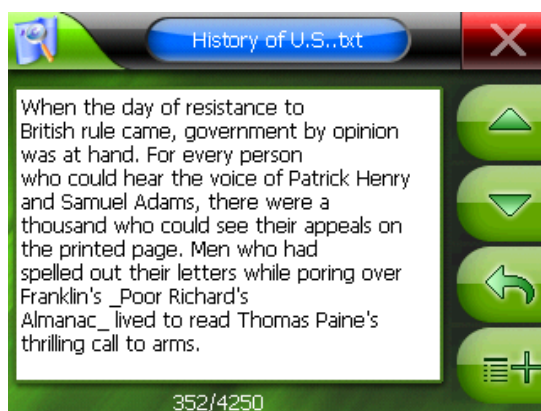 History of U.S..txt
When the day of resistance to
British rule came, government by opinion
was at hand. For every person
who could hear the voice of Patrick Henry
and Samuel Adams, there were a
thousand who could see their appeals on
the printed page. Men who had
spelled out their letters while poring over
Franklin's _Poor Richard's
Almanac_ lived to read Thomas Paine's
thrilling call to arms.
352/4250